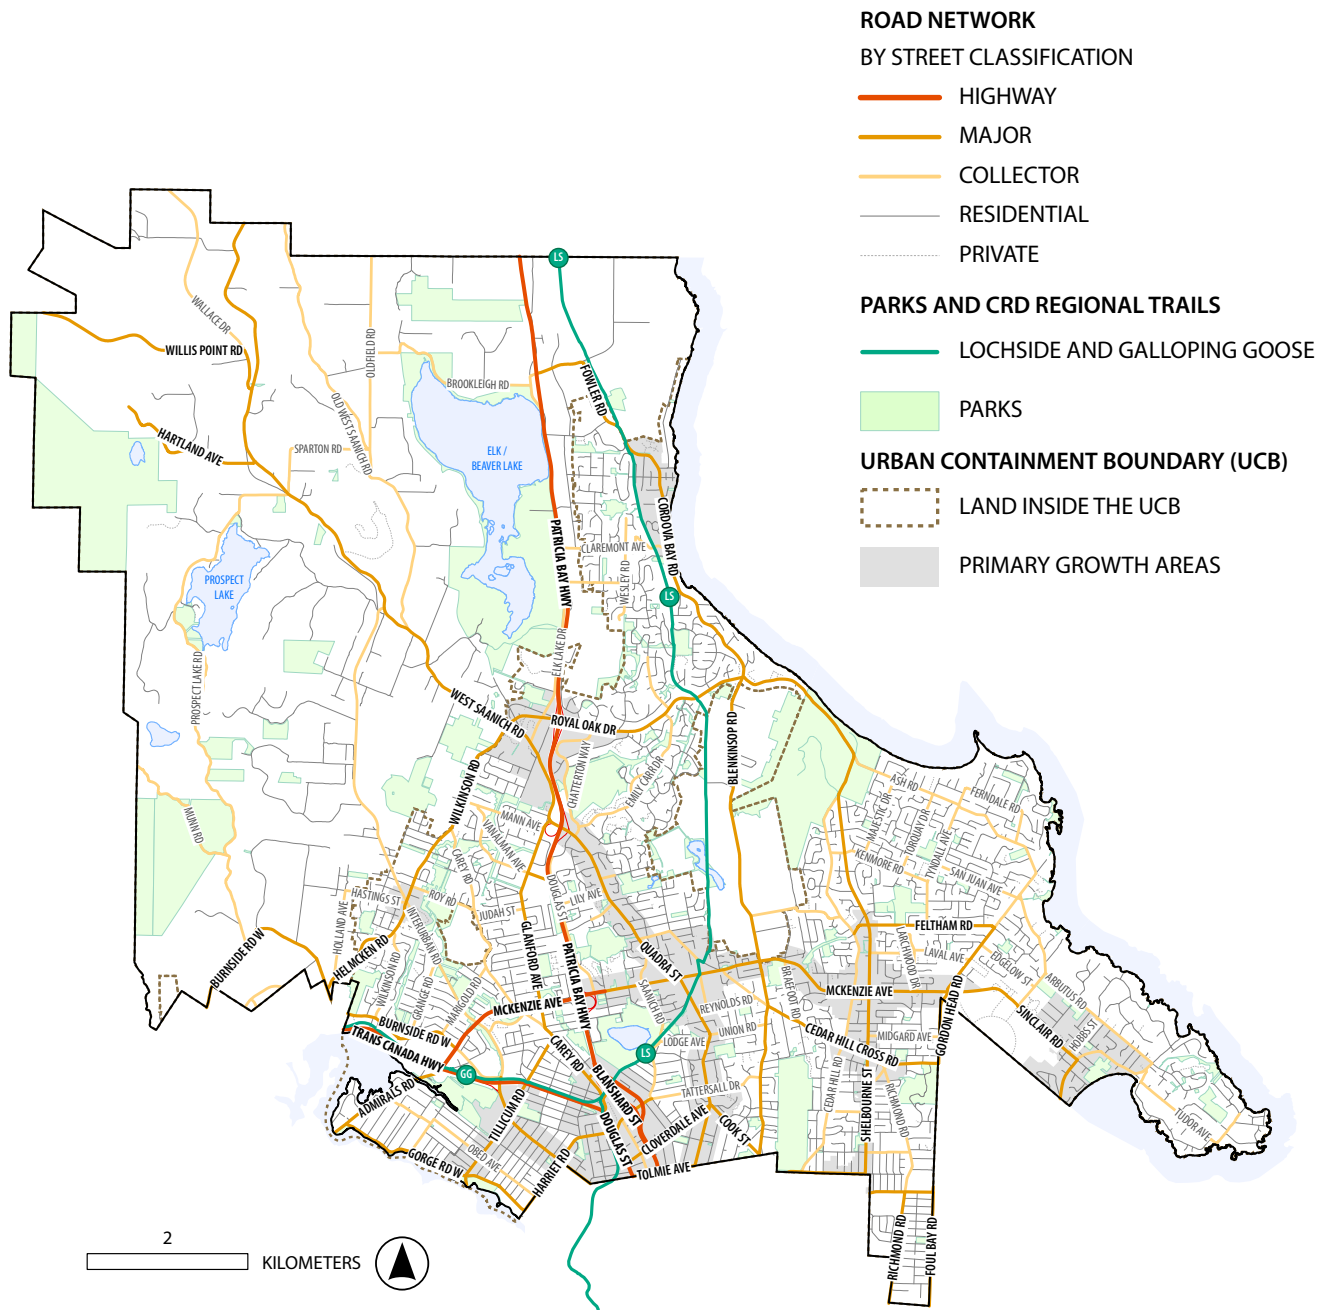 ROAD NETWORK
BY STREET CLASSIFICATION
HIGHWAY
MAJOR
COLLECTOR
RESIDENTIAL
PRIVATE
PARKS AND CRD REGIONAL TRAILS
LOCHSIDE AND GALLOPING GOOSE
PARKS
URBAN CONTAINMENT BOUNDARY (UCB)
LAND INSIDE THE UCB
PRIMARY GROWTH AREAS
LS
WALLACE DR
WILLIS POINT RD
OLDFIELD RD
BROOKLEIGH RD
FOWLER RD
OLD WEST SAANICH RD
HARTLAND AVE
SPARTON RD
ELK /
BEAVER LAKE
CORDOVA BAY RD
PATRICIA BAY HWY
CLAREMONT AVE
WESLEY RD
PROSPECT
LAKE
LS
ELK LAKE DR
PROSPECT LAKE RD
WEST SAANICH RD
ROYAL OAK DR
BLENKINSOP RD
CHATTERTON WAY
EMILY CARR DR
WILKINSON RD
MUNN RD
MANN AVE
VANALMAN AVE
CAREY RD
ASH RD
FERNDALE RD
MAJESTIC DR
TORQUAY DR
TYNDALL AVE
KENMORE RD
SAN JUAN AVE
HASTINGS ST
ROY RD
JUDAH ST
DOUGLAS ST
LILY AVE
HOLLAND AVE
INTERURBAN RD
GLANFORD AVE
PATRICIA BAY HWY
QUADRA ST
FELTHAM RD
LARCHWOOD DR
LAVAL AVE
EDGELOW ST
ARBUTUS RD
BURNSIDE RD W
HELMCKEN RD
WILKINSON RD
GRANGE RD
MARIGOLD RD
MCKENZIE AVE
SAANICH RD
REYNOLDS RD
BRAEFOOT RD
MCKENZIE AVE
GORDON HEAD RD
SINCLAIR RD
HOBBS ST
BURNSIDE RD W
TRANS CANADA HWY
UNION RD
LODGE AVE
CEDAR HILL CROSS RD
MIDGARD AVE
LS
GG
CAREY RD
BLANSHARD ST
ADMIRALS RD
TILLICUM RD
TATTERSALL DR
CEDAR HILL RD
SHELBOURNE ST
RICHMOND RD
TUDOR AVE
DOUGLAS ST
CLOVERDALE AVE
COOK ST
OBED AVE
GORGE RD W
HARRIET RD
TOLMIE AVE
RICHMOND RD
FOUL BAY RD
2
KILOMETERS